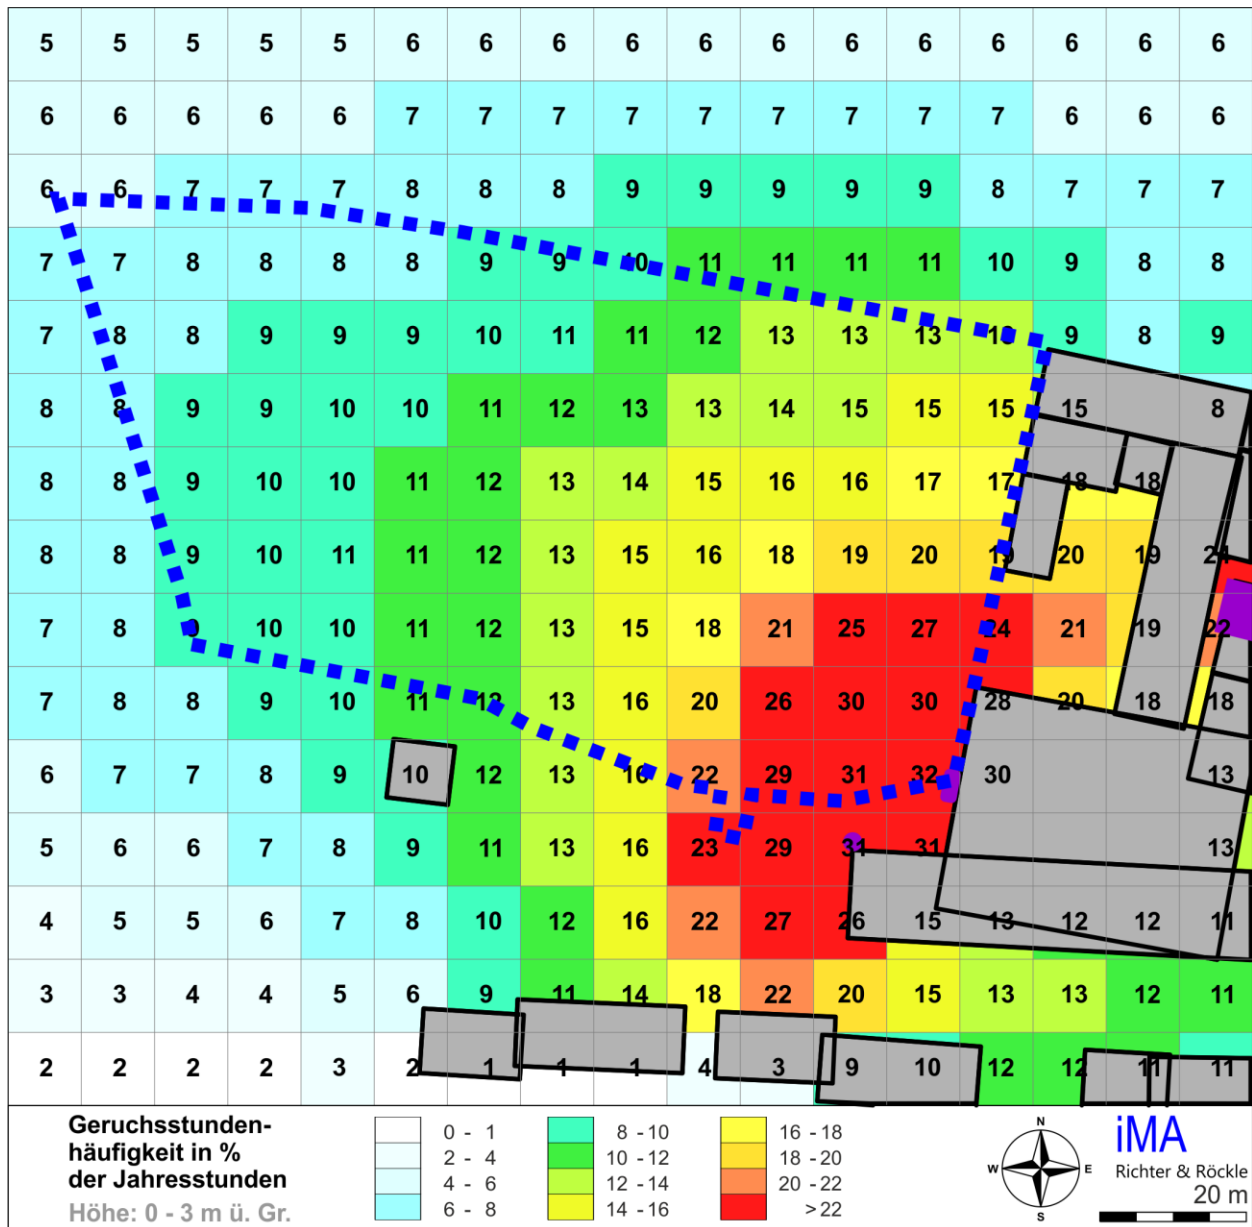 5 5 5 5 5 6 6 6 6 6 6 6 6 6 6 6 6
6 6 6 6 6 7 7 7 7 7 7 7 7 7 6 6 6
6 6 7 7 7 8 8 8 9 9 9 9 9 8 7 7 7
7 7 8 8 8 8 9 9 10 11 11 11 11 10 9 8 8
7 8 8 9 9 9 10 11 11 12 13 13 13 9 8 9
8 8 9 9 10 10 11 12 13 13 14 15 15 15 15 8
8 8 9 10 10 11 12 13 14 15 16 16 17 17 18 18
8 8 9 10 11 11 12 13 15 16 18 19 20 19 20 19 24
7 8 9 10 10 11 12 13 15 18 21 25 27 24 21 19 22
7 8 8 9 10 11 12 13 16 20 26 30 30 28 20 18 18
6 7 7 8 9 10 12 13 16 22 29 31 32 30 13
5 6 6 7 8 9 11 13 16 23 29 31 31 13
4 5 5 6 7 8 10 12 16 22 27 26 15 13 12 12 11
3 3 4 4 5 6 9 11 14 18 22 20 15 13 13 12 11
2 2 2 2 3 2 1 1 1 4 3 9 10 12 12 11 11
Geruchsstunden-
häufigkeit in %
der Jahresstunden
Höhe: 0 - 3 m ü. Gr.
0 - 1
2 - 4
4 - 6
6 - 8
8 - 10
10 - 12
12 - 14
14 - 16
16 - 18
18 - 20
20 - 22
>22
N
W E
S
iMA
Richter & Röckle
20 m